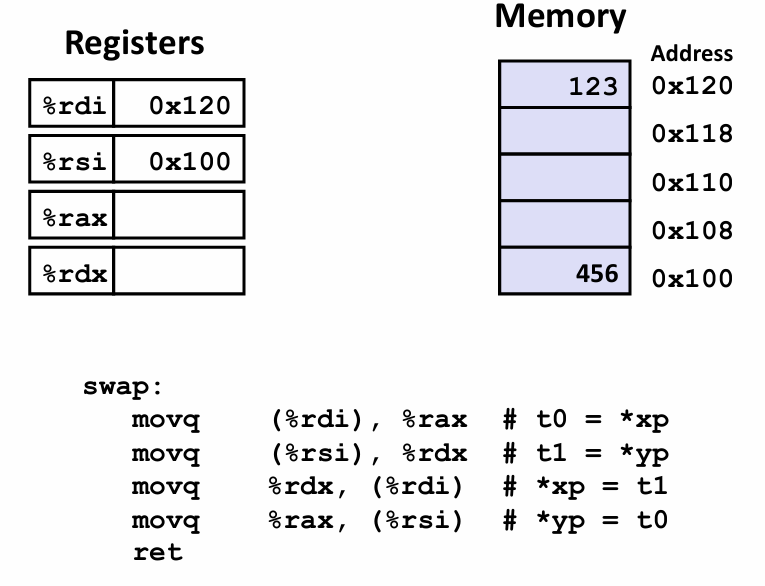 Registers
%rdi 0x120
%rsi 0x100
%rax
%rdx
Memory
Address
123 0x120
0x118
0x110
0x108
456 0x100
swap:
movq (%rdi), %rax # t0 = *xp
movq (%rsi), %rdx # t1 = *yp
movq %rdx, (%rdi) # *xp = t1
movq %rax, (%rsi) # *yp = t0
ret